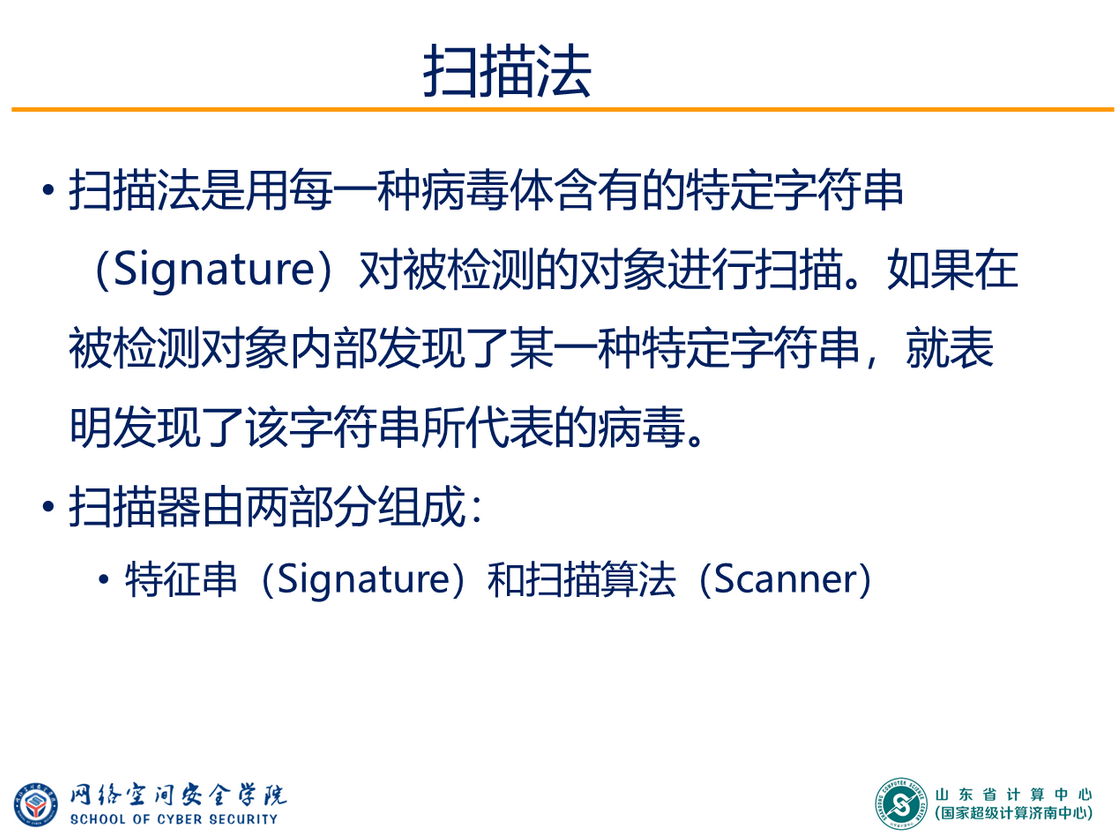 扫描法
• 扫描法是用每一种病毒体含有的特定字符串
（Signature）对被检测的对象进行扫描。如果在
被检测对象内部发现了某一种特定字符串，就表
明发现了该字符串所代表的病毒。
• 扫描器由两部分组成：
• 特征串（Signature）和扫描算法（Scanner）
网络空间安全学院
SCHOOL OF CYBER SECURITY
山东省计算中心
(国家超级计算济南中心)